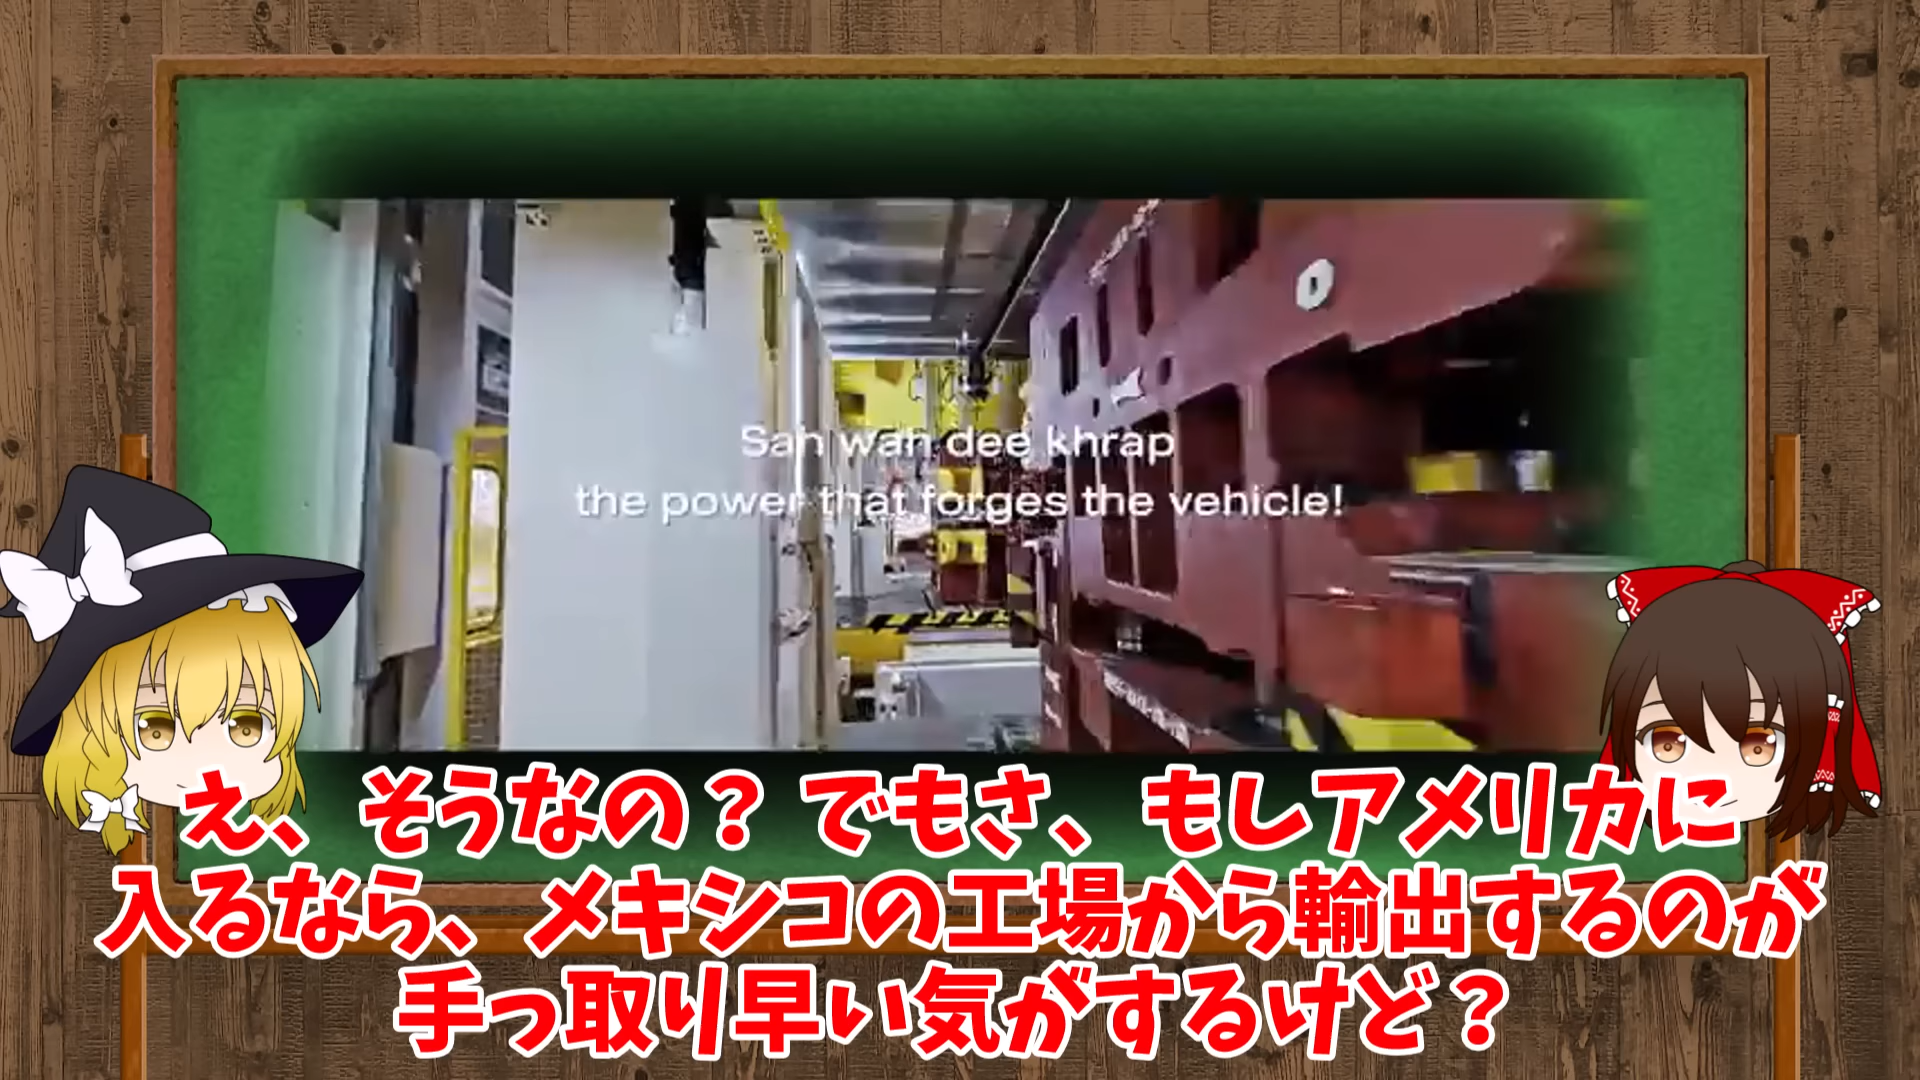 Sah wah dee khrap
the power that forges the vehicle!
え、そうなの？ でもさ、もしアメリカに
入るなら、メキシコの工場から輸出するのが
手っ取り早い気がするけど？